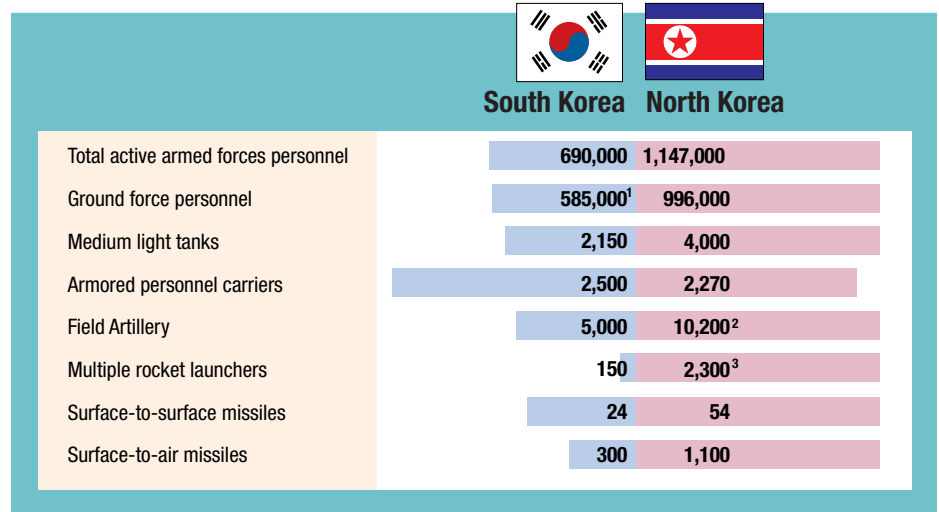 South Korea North Korea
Total active armed forces personnel 690,000 1,147,000
Ground force personnel 585,000¹ 996,000
Medium light tanks 2,150 4,000
Armored personnel carriers 2,500 2,270
Field Artillery 5,000 10,200²
Multiple rocket launchers 150 2,300³
Surface-to-surface missiles 24 54
Surface-to-air missiles 300 1,100